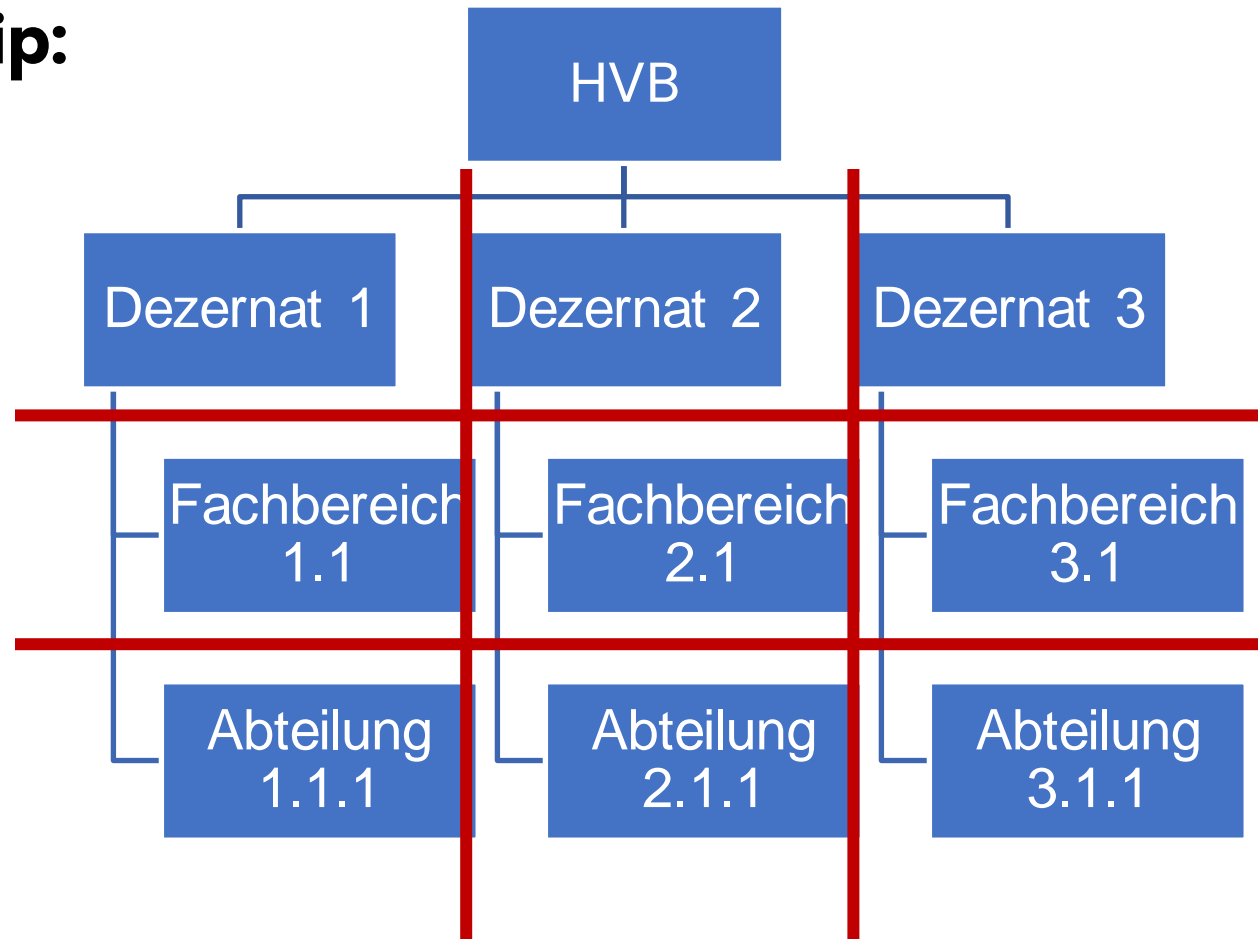 ip:
HVB
Dezernat 1
Dezernat 2
Dezernat 3
Fachbereich
1.1
Fachbereich
2.1
Fachbereich
3.1
Abteilung
1.1.1
Abteilung
2.1.1
Abteilung
3.1.1